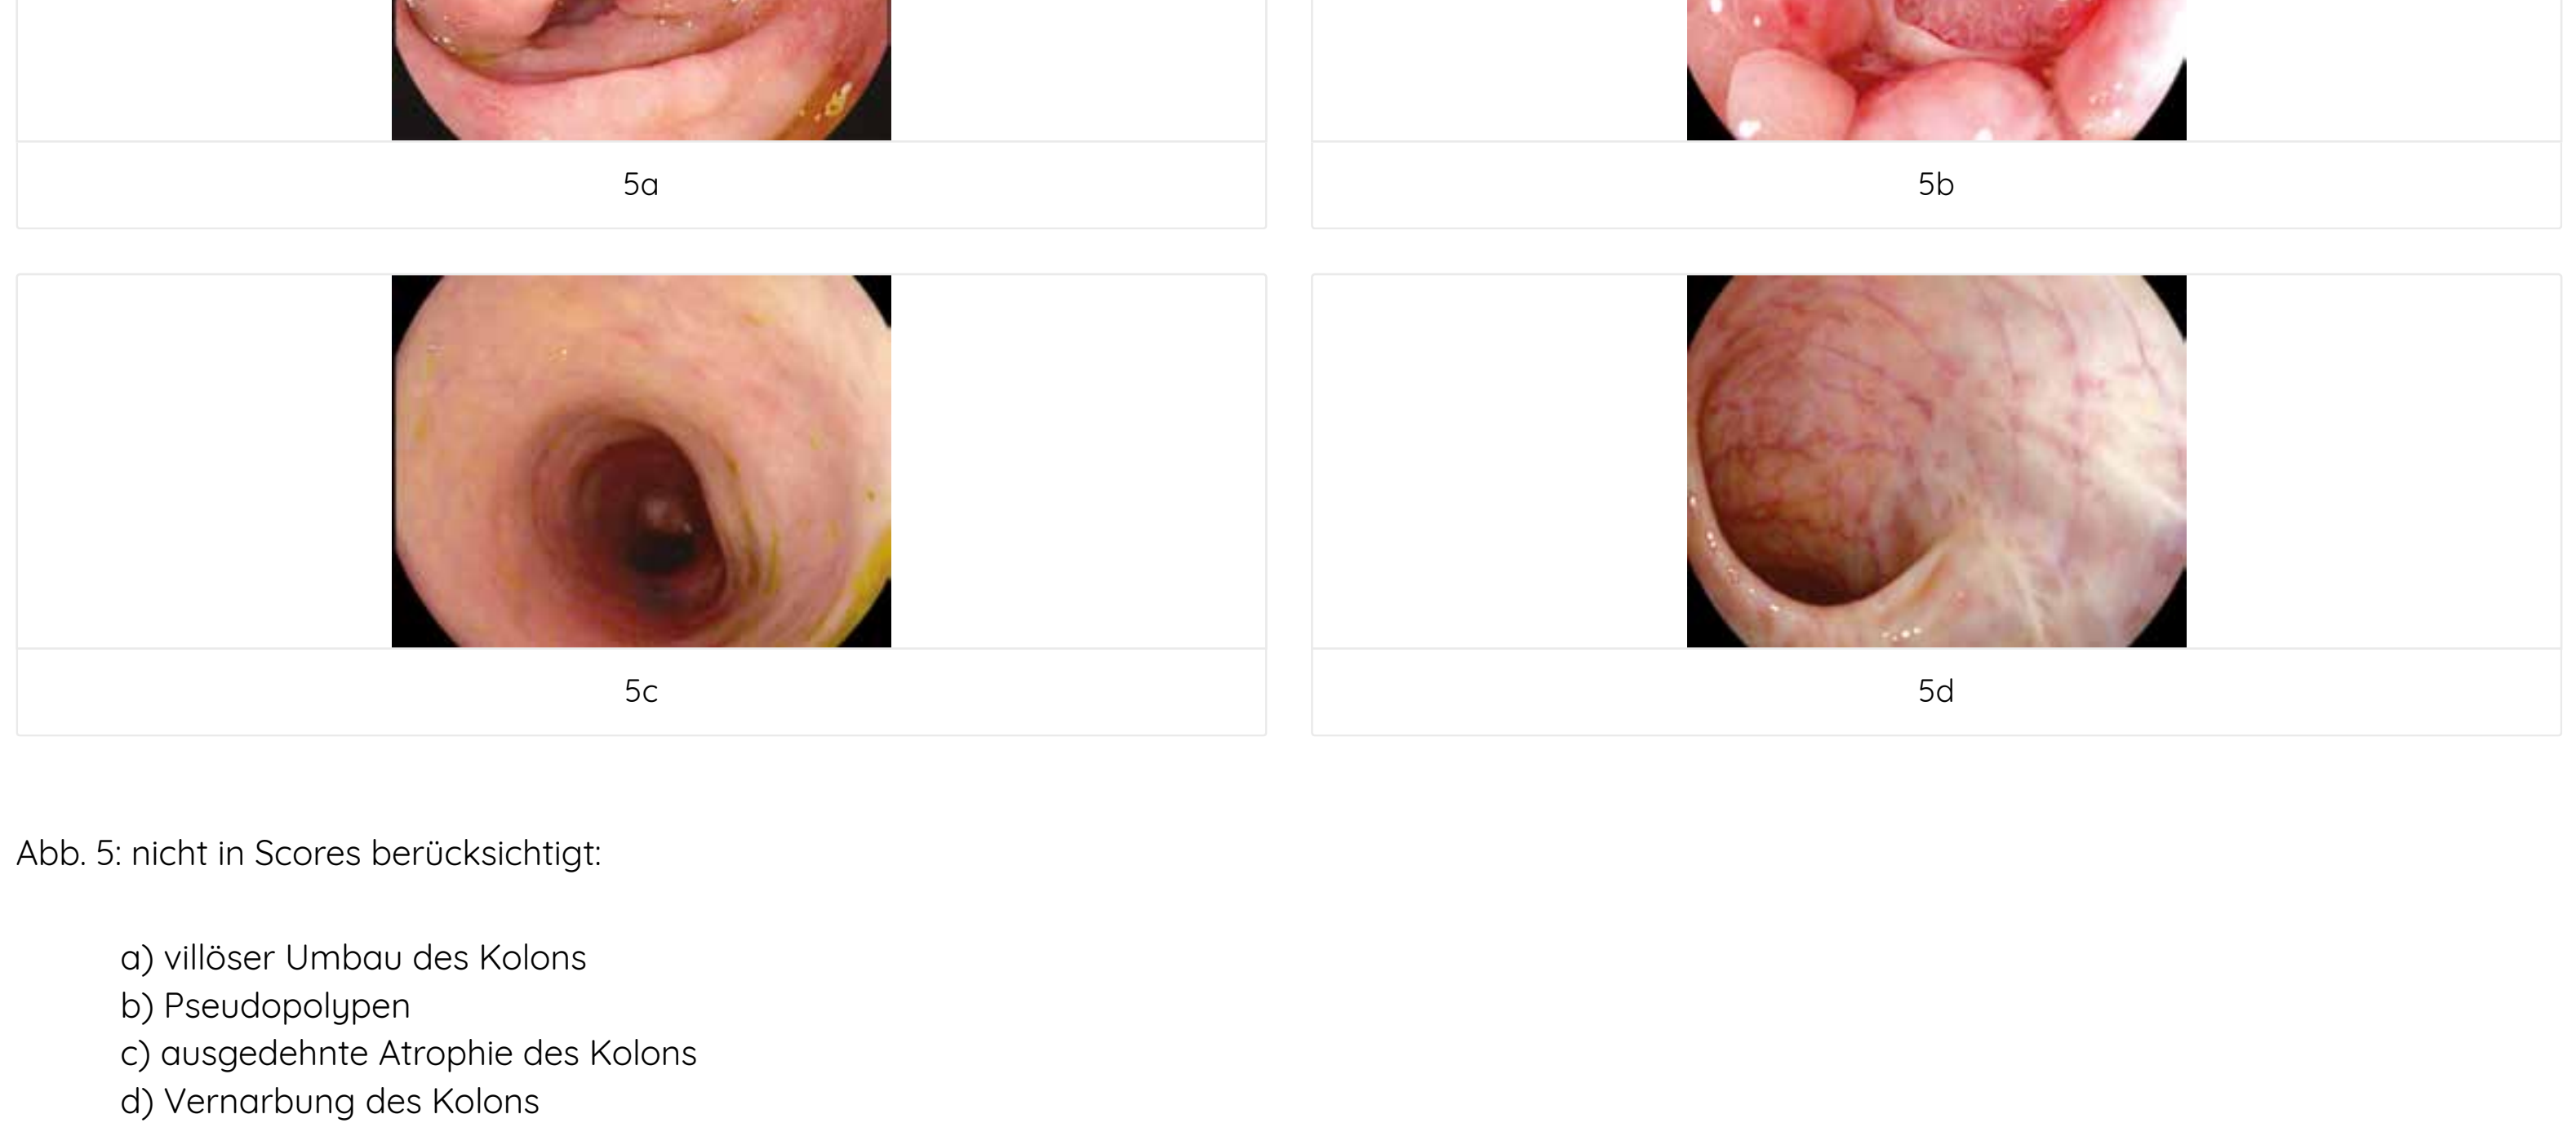 5a
5b
5c
5d
Abb. 5: nicht in Scores berücksichtigt:
a) villöser Umbau des Kolons
b) Pseudopolypen
c) ausgedehnte Atrophie des Kolons
d) Vernarbung des Kolons